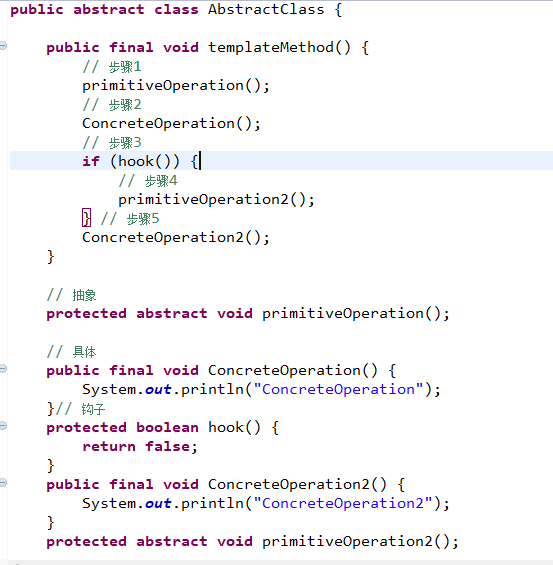 public abstract class AbstractClass {
public final void templateMethod() {
// 步骤1
primitiveOperation();
// 步骤2
ConcreteOperation();
// 步骤3
if (hook()) {
// 步骤4
primitiveOperation2();
} // 步骤5
ConcreteOperation2();
}
// 抽象
protected abstract void primitiveOperation();
// 具体
public final void ConcreteOperation() {
System.out.println("ConcreteOperation");
}// 钩子
protected boolean hook() {
return false;
}
public final void ConcreteOperation2() {
System.out.println("ConcreteOperation2");
}
protected abstract void primitiveOperation2();